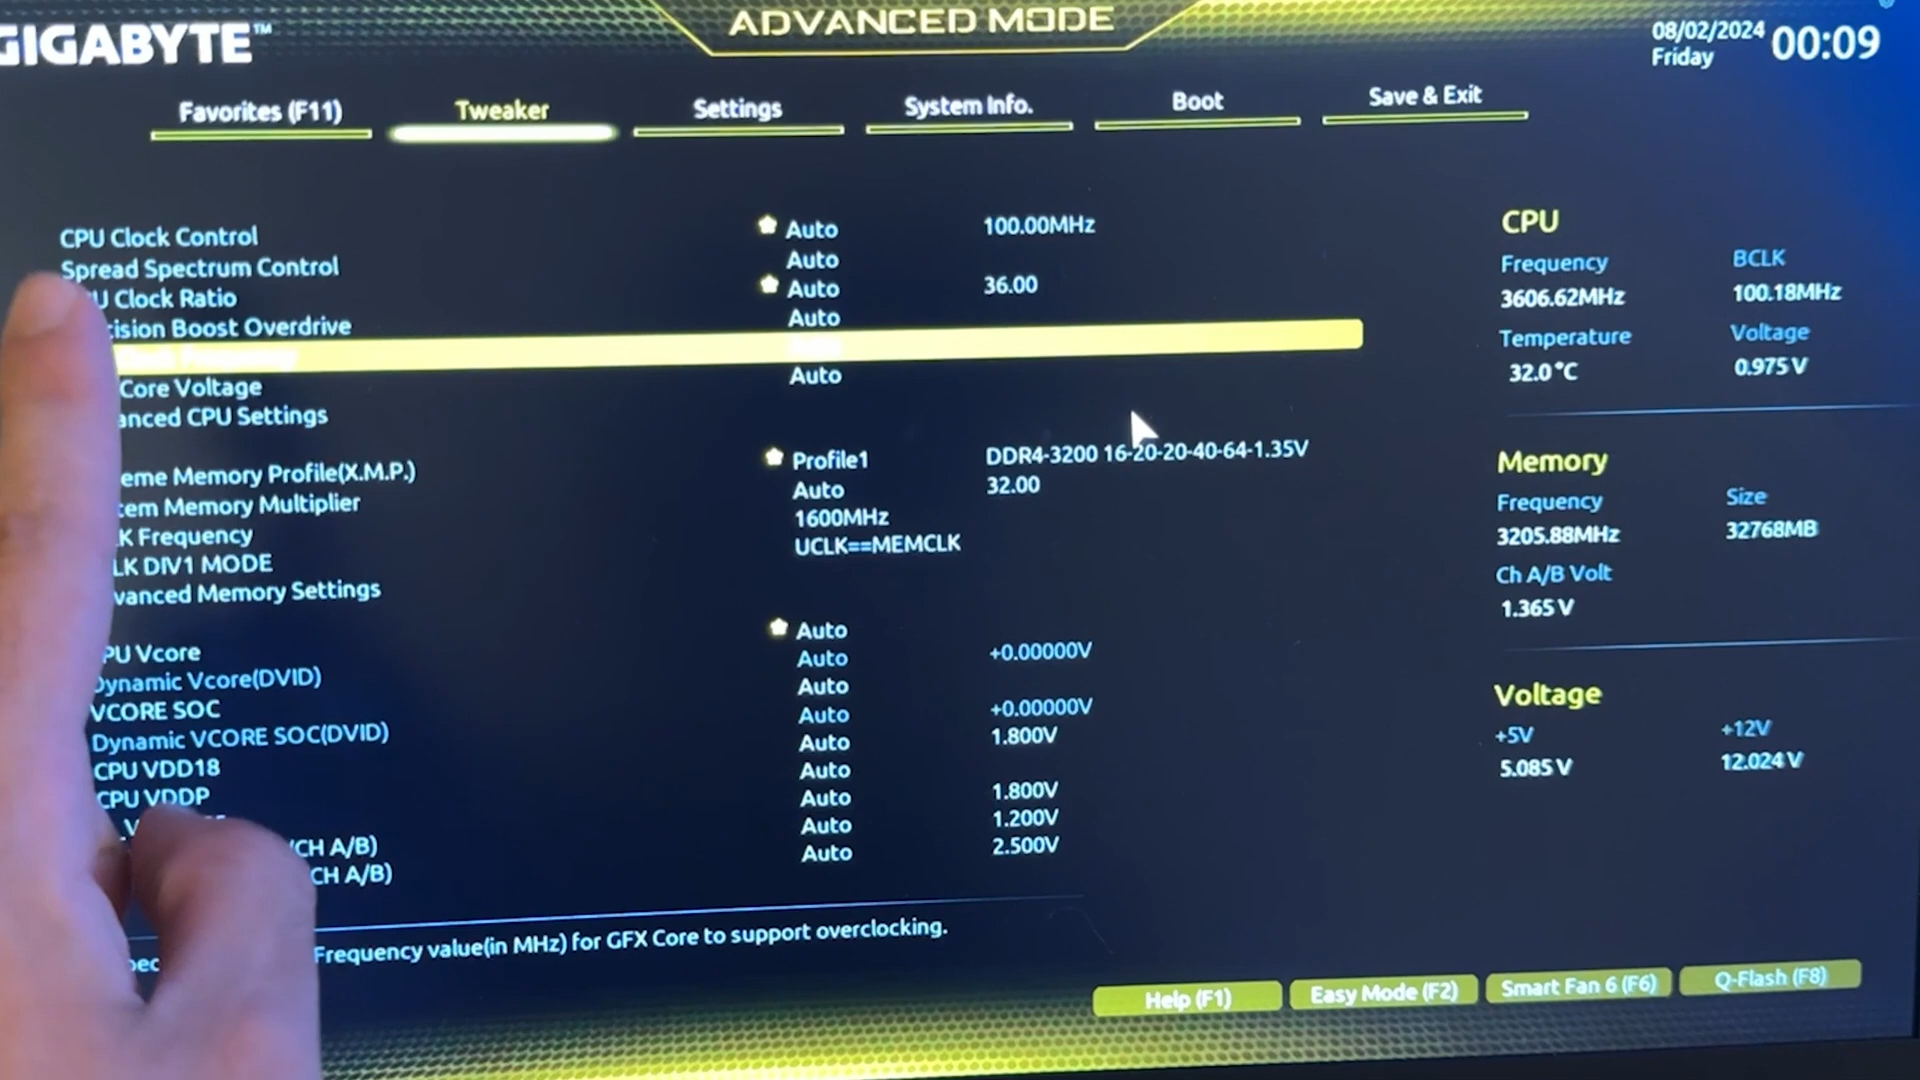 GIGABYTE™
ADVANCED MODE
08/02/2024
Friday
00:09
Favorites (F11) Tweaker Settings System Info. Boot Save & Exit
CPU Clock Control Auto 100.00MHz
Spread Spectrum Control Auto
U Clock Ratio Auto 36.00
ision Boost Overdrive Auto
Core Voltage Auto
anced CPU Settings
eme Memory Profile(X.M.P.) Profile1 DDR4-3200 16-20-20-40-64-1.35V
tem Memory Multiplier Auto 32.00
K Frequency 1600MHz
LK DIV1 MODE UCLK==MEMCLK
vanced Memory Settings
PU Vcore Auto
Dynamic Vcore(DVID) Auto +0.00000V
VCORE SOC Auto
Dynamic VCORE SOC(DVID) Auto +0.00000V
CPU VDD18 Auto 1.800V
CPU VDDP Auto
Auto 1.800V
(CH A/B) Auto 1.200V
CH A/B) Auto 2.500V
pec Frequency value(in MHz) for GFX Core to support overclocking.
CPU
Frequency BCLK
3606.62MHz 100.18MHz
Temperature Voltage
32.0 °C 0.975 V
Memory
Frequency Size
3205.88MHz 32768MB
Ch A/B Volt
1.365 V
Voltage
+5V +12V
5.085 V 12.024 V
Help (F1) Easy Mode (F2) Smart Fan 6 (F6) Q-Flash (F8)